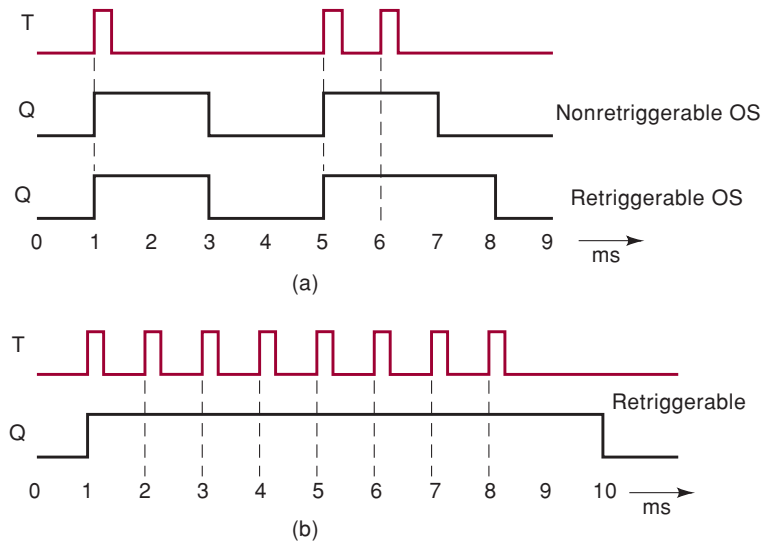 T
Q
Nonretriggerable OS
Q
Retriggerable OS
0 1 2 3 4 5 6 7 8 9
ms
(a)
T
Retriggerable
Q
0 1 2 3 4 5 6 7 8 9 10
ms
(b)